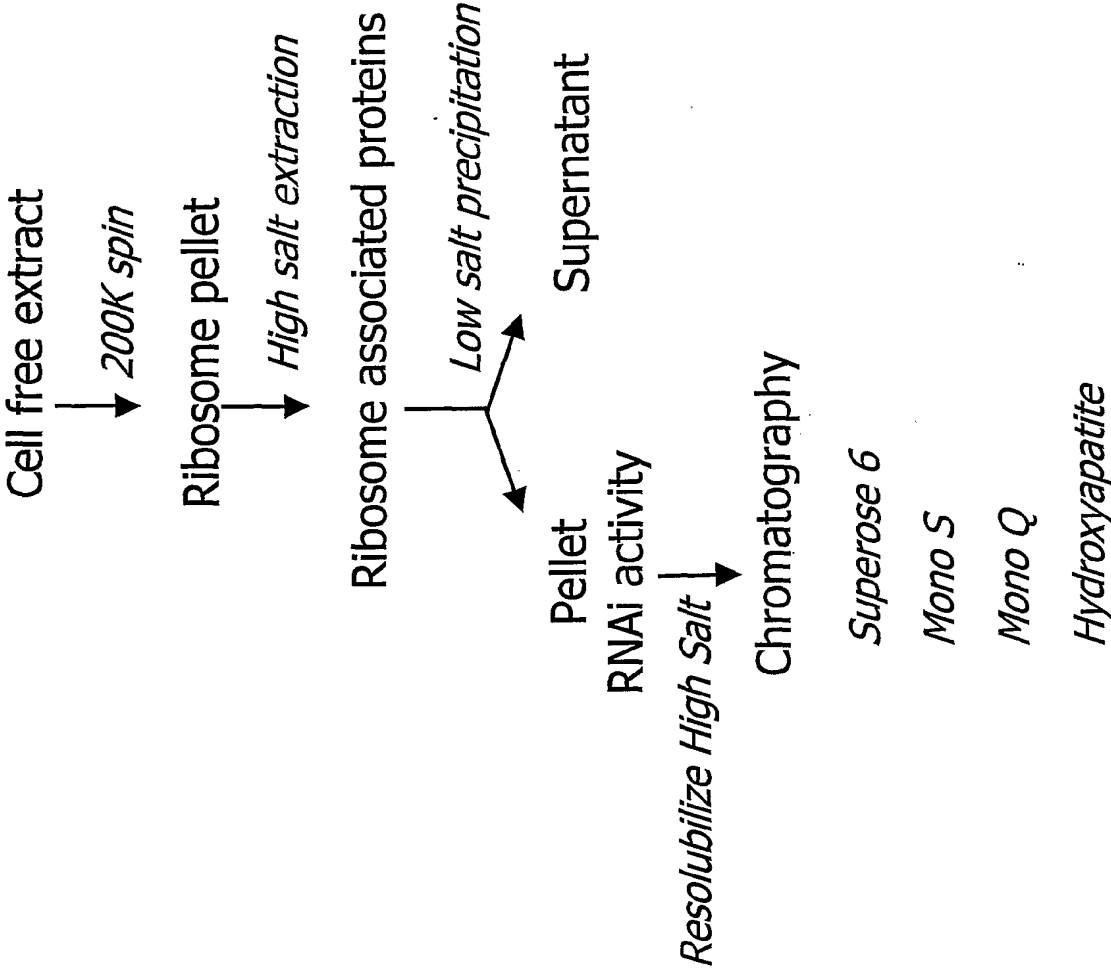 Cell free extract
200K spin
Ribosome pellet
High salt extraction
Ribosome associated proteins
Low salt precipitation
Pellet
RNAi activity
Supernatant
Resolubilize High Salt
Chromatography
Superose 6
Mono S
Mono Q
Hydroxyapatite